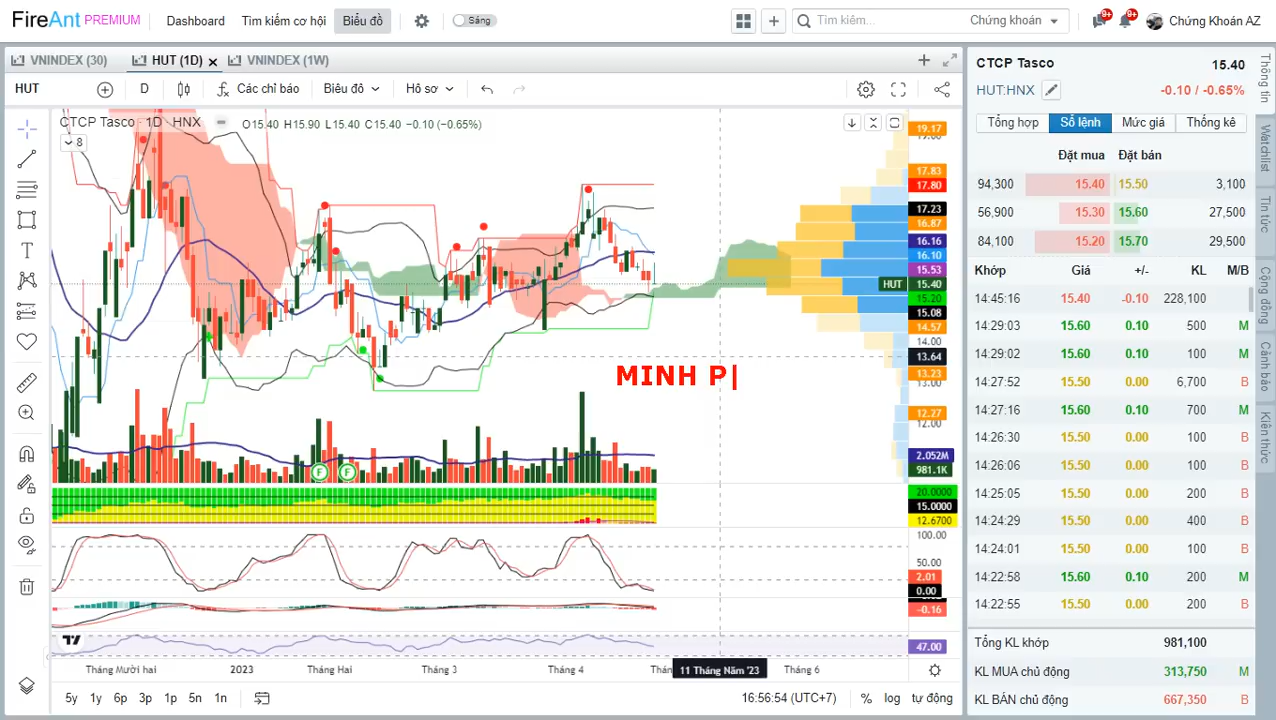 FireAnt PREMIUM Dashboard Tìm kiếm cơ hội Biểu đồ Sáng Tìm kiếm... Chứng khoán 9+ 9+ Chứng Khoán AZ
VNINDEX (30) HUT (1D) VNINDEX (1W)
HUT D Các chỉ báo Biểu đồ Hồ sơ
CTCP Tasco · 1D HNX O15.40 H15.90 L15.40 C15.40 −0.10 (−0.65%)
8
19.17
17.83
17.80
17.23
16.87
16.16
16.10
15.53
HUT 15.40
15.20
15.08
14.57
14.00
13.64
13.23
13.00
12.27
12.00
MINH P|
2.052M
981.1K
F F
20.0000
15.0000
12.6700
100.00
50.00
2.01
0.00
−0.16
47.00
Tháng Mười hai 2023 Tháng Hai Tháng 3 Tháng 4 11 Tháng Năm '23 Tháng 6
5y 1y 6p 3p 1p 5n 1n 16:56:54 (UTC+7) % log tự động
CTCP Tasco 15.40
HUT:HNX -0.10 / -0.65%
Tổng hợp Sổ lệnh Mức giá Thống kê
Đặt mua Đặt bán
94,300 15.40 15.50 3,100
56,900 15.30 15.60 27,500
84,100 15.20 15.70 29,500
Khớp Giá +/- KL M/B
14:45:16 15.40 -0.10 228,100
14:29:03 15.60 0.10 500 M
14:29:02 15.60 0.10 100 M
14:27:52 15.50 0.00 6,700 B
14:27:16 15.60 0.10 700 M
14:26:30 15.50 0.00 100 B
14:26:06 15.50 0.00 100 B
14:25:05 15.50 0.00 200 B
14:24:29 15.50 0.00 400 B
14:24:01 15.50 0.00 100 B
14:22:58 15.60 0.10 200 M
14:22:55 15.50 0.00 200 B
Tổng KL khớp 981,100
KL MUA chủ động 313,750 M
KL BÁN chủ động 667,350 B
Thông tin
Watchlist
Tin tức
Cộng đồng
Cảnh báo
Kiến thức